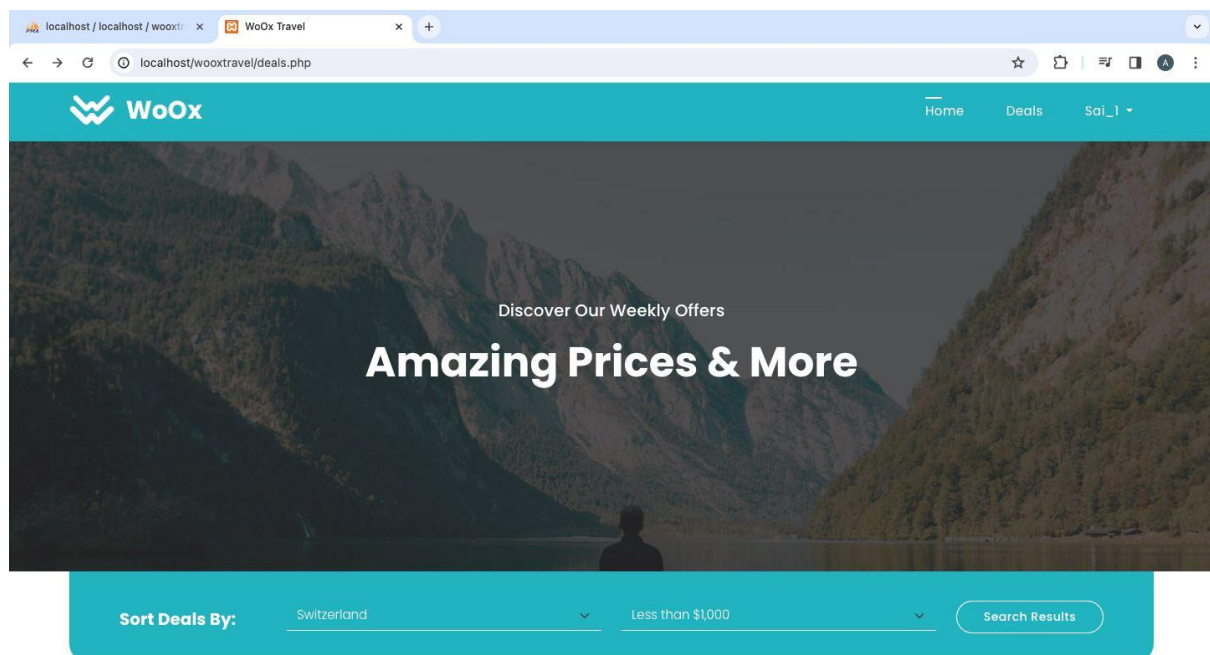 localhost / localhost / wooxt
WoOx Travel
localhost/wooxtravel/deals.php
A
WoOx
Home Deals Sai_1
Discover Our Weekly Offers
Amazing Prices & More
Sort Deals By: Switzerland Less than $1,000 Search Results